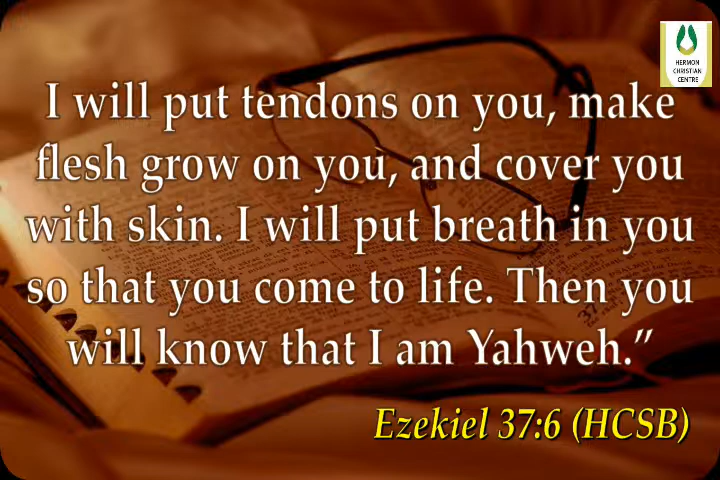 HERMON
CHRISTIAN
CENTRE
I will put tendons on you, make
flesh grow on you, and cover you
with skin. I will put breath in you
so that you come to life. Then you
will know that I am Yahweh.”
Ezekiel 37:6 (HCSB)